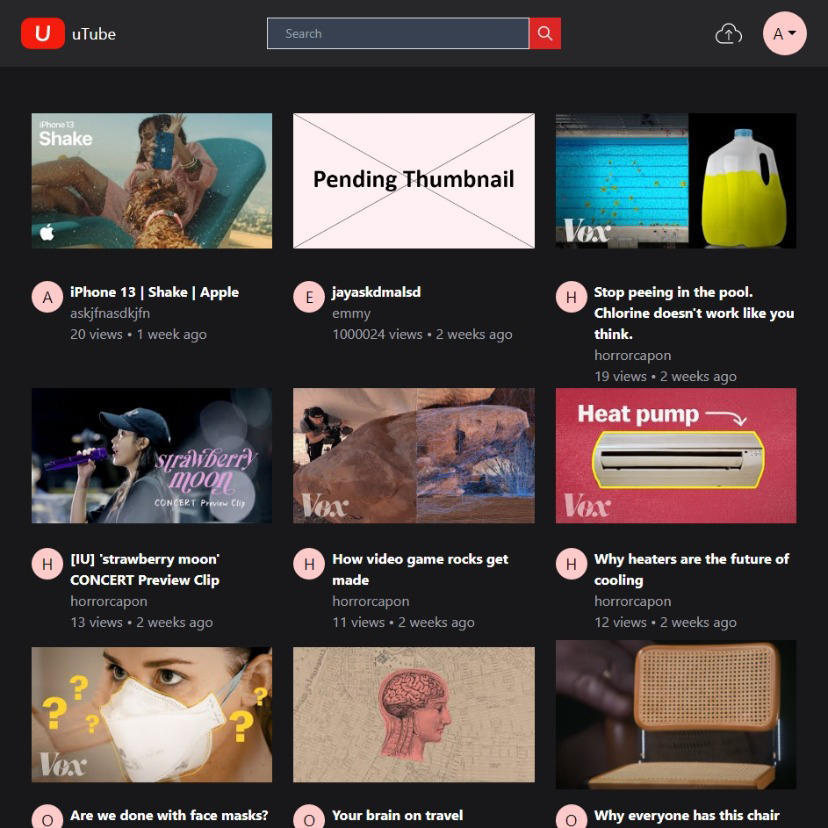 U uTube
Search
A
iPhone 13
Shake
Pending Thumbnail
Vox
A
iPhone 13 | Shake | Apple
askjfnasdkjfn
20 views • 1 week ago
E
jayaskdmalsd
emmy
1000024 views • 2 weeks ago
H
Stop peeing in the pool.
Chlorine doesn't work like you
think.
horrorcapon
19 views • 2 weeks ago
strawberry
moon
CONCERT Preview Clip
Vox
Heat pump
Vox
H
[IU] 'strawberry moon'
CONCERT Preview Clip
horrorcapon
13 views • 2 weeks ago
H
How video game rocks get
made
horrorcapon
11 views • 2 weeks ago
H
Why heaters are the future of
cooling
horrorcapon
12 views • 2 weeks ago
? ? ? ? ?
Vox
O
Are we done with face masks?
O
Your brain on travel
O
Why everyone has this chair